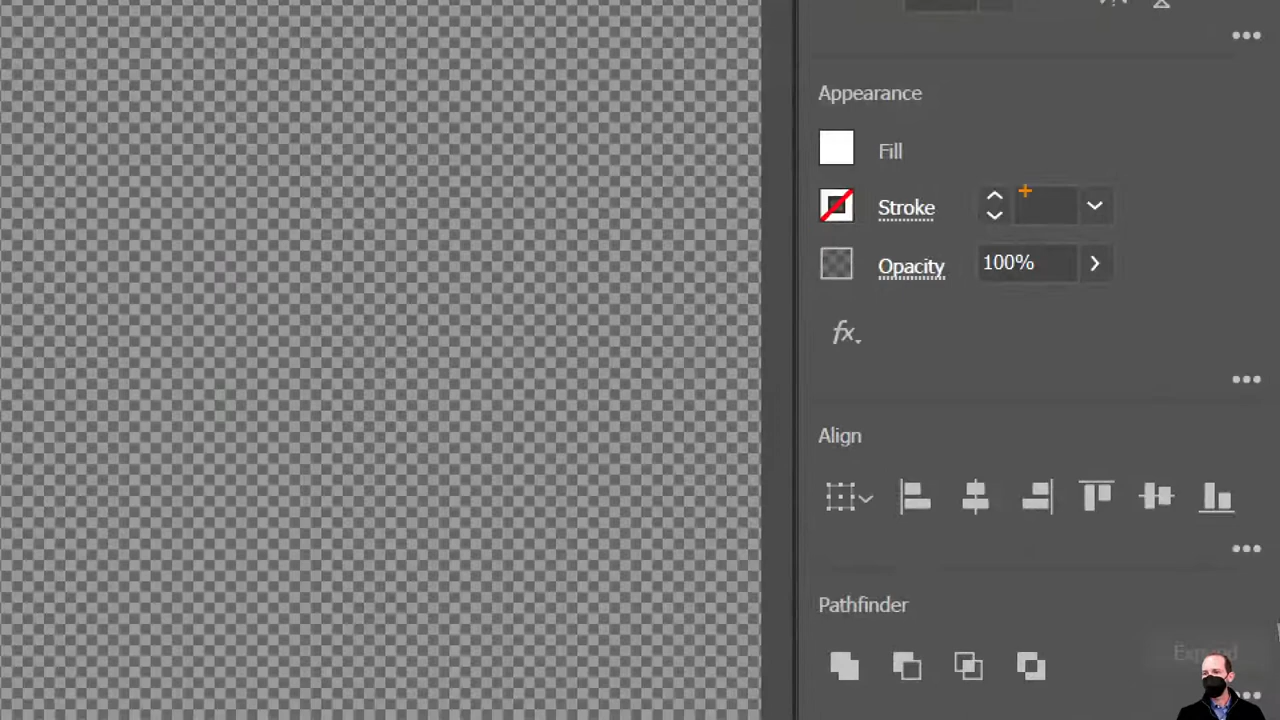 Appearance
Fill
Stroke
Opacity 100%
fx
Align
Pathfinder
Expand